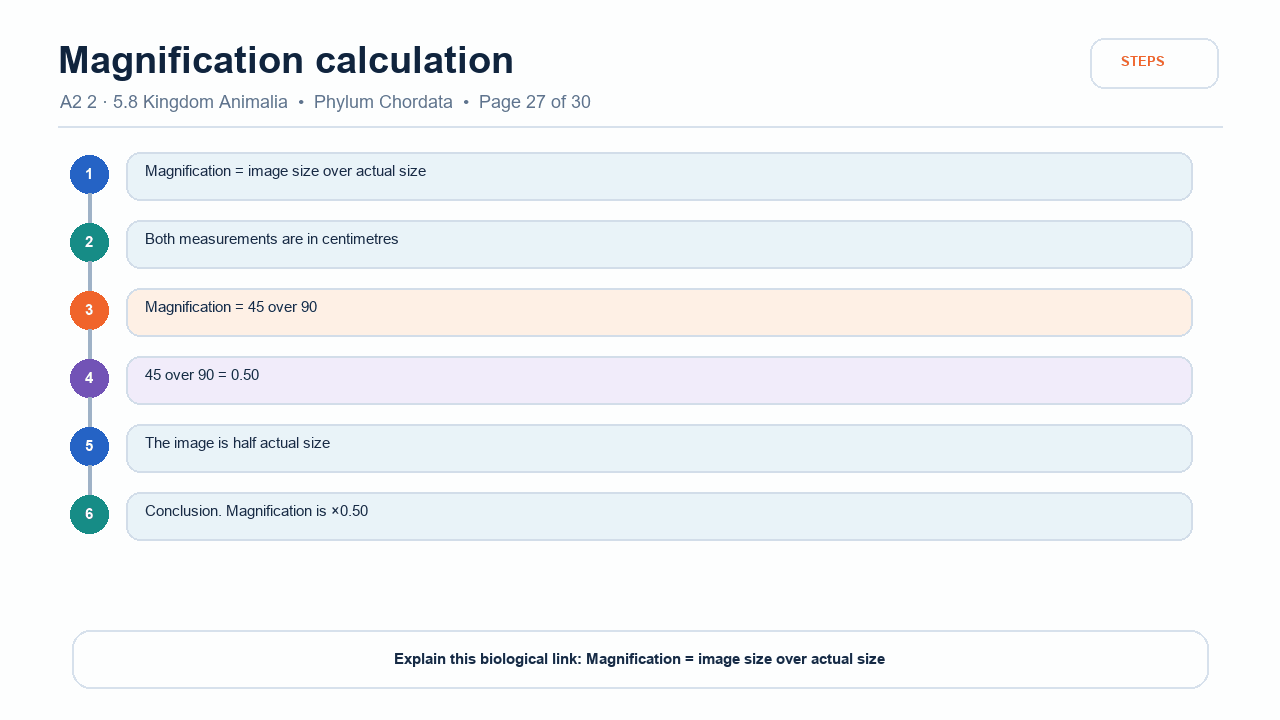 Magnification calculation
STEPS
A2 2 · 5.8 Kingdom Animalia • Phylum Chordata • Page 27 of 30
1
Magnification = image size over actual size
2
Both measurements are in centimetres
3
Magnification = 45 over 90
4
45 over 90 = 0.50
5
The image is half actual size
6
Conclusion. Magnification is ×0.50
Explain this biological link: Magnification = image size over actual size